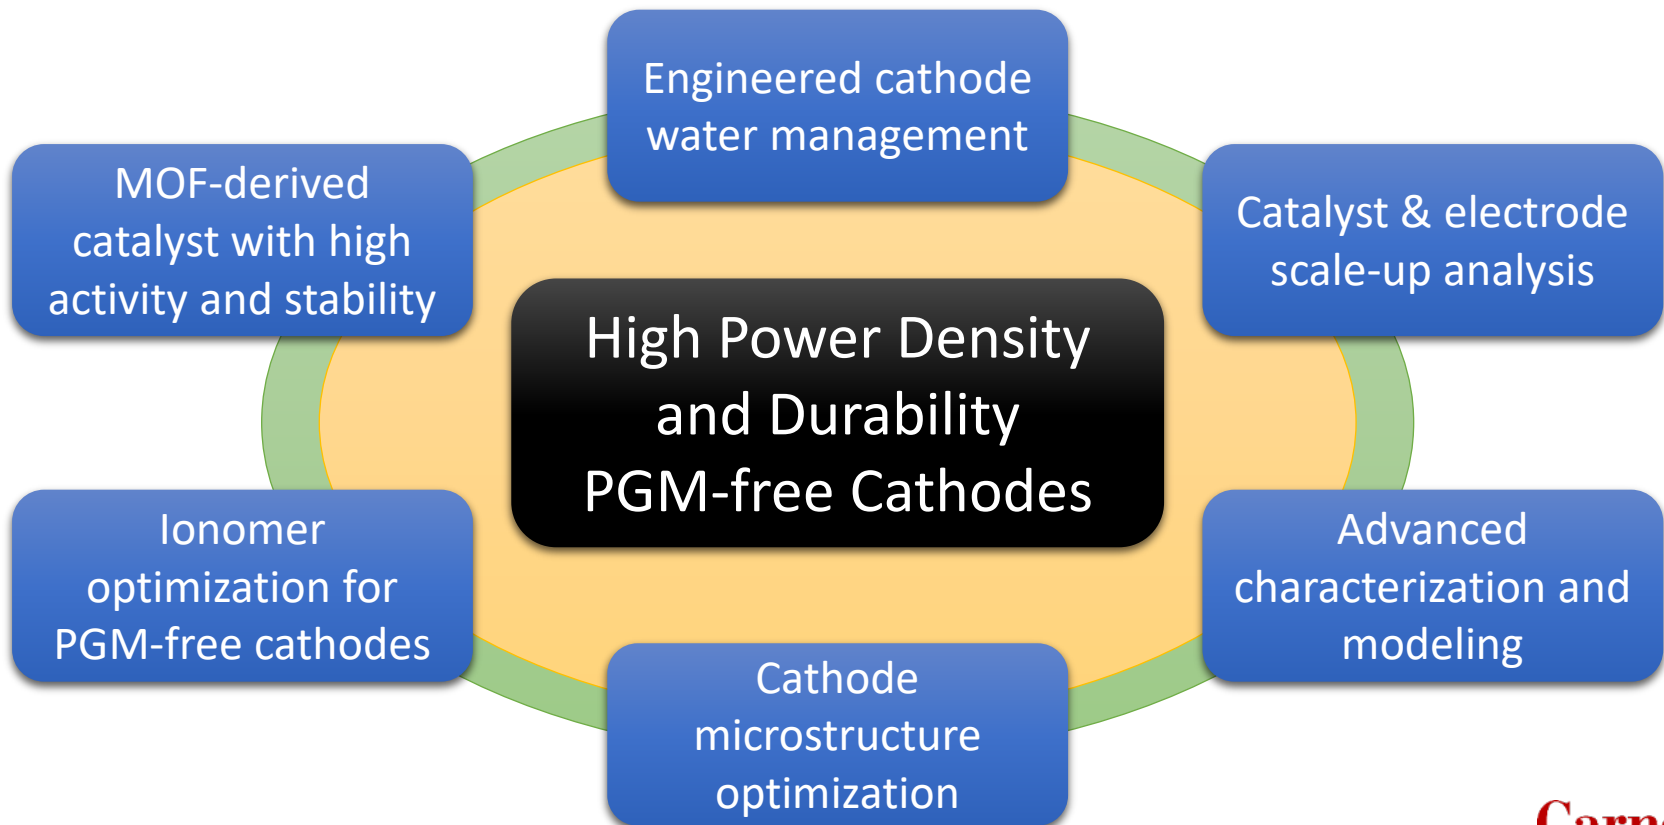 Engineered cathode
water management
MOF-derived
catalyst with high
activity and stability
Catalyst & electrode
scale-up analysis
High Power Density
and Durability
PGM-free Cathodes
Ionomer
optimization for
PGM-free cathodes
Advanced
characterization and
modeling
Cathode
microstructure
optimization